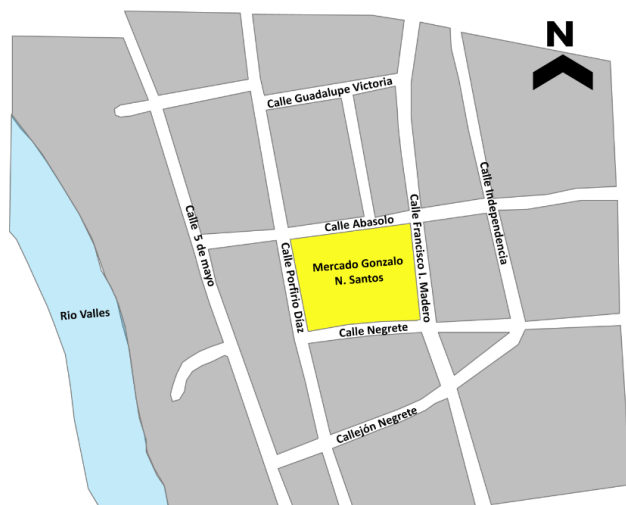 N
Calle Guadalupe Victoria
Calle 5 de mayo
Calle Abasolo
Calle Francisco I. Madero
Calle Independencia
Calle Porfirio Díaz
Mercado Gonzalo
N. Santos
Rio Valles
Calle Negrete
Callejón Negrete